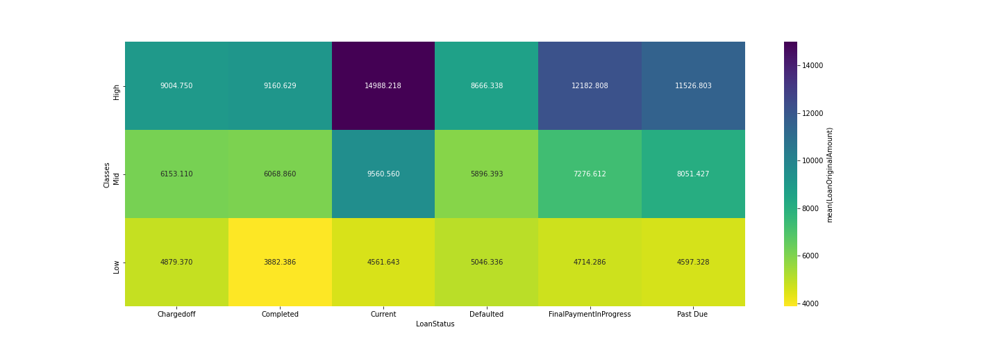 High
9004.750 9160.629 14988.218 8666.338 12182.808 11526.803
Classes
Mid
6153.110 6068.860 9560.560 5896.393 7276.612 8051.427
Low
4879.370 3882.386 4561.643 5046.336 4714.286 4597.328
Chargedoff Completed Current Defaulted FinalPaymentInProgress Past Due
LoanStatus
14000
12000
10000
8000
6000
4000
mean(LoanOriginalAmount)